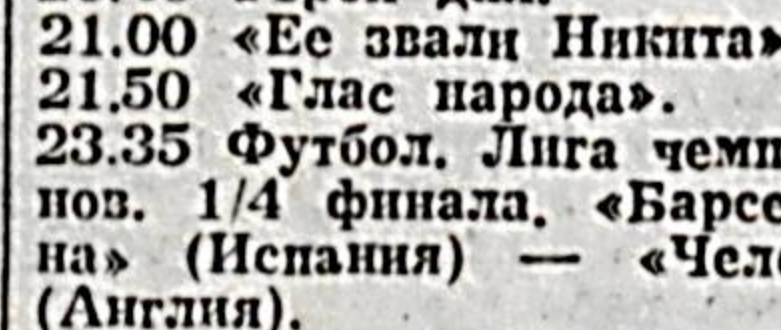 21.00 «Ее звали Никита»
21.50 «Глас народа».
23.35 Футбол. Лига чемп
нов. 1/4 финала. «Барсе
на» (Испания) — «Чел
(Англия).